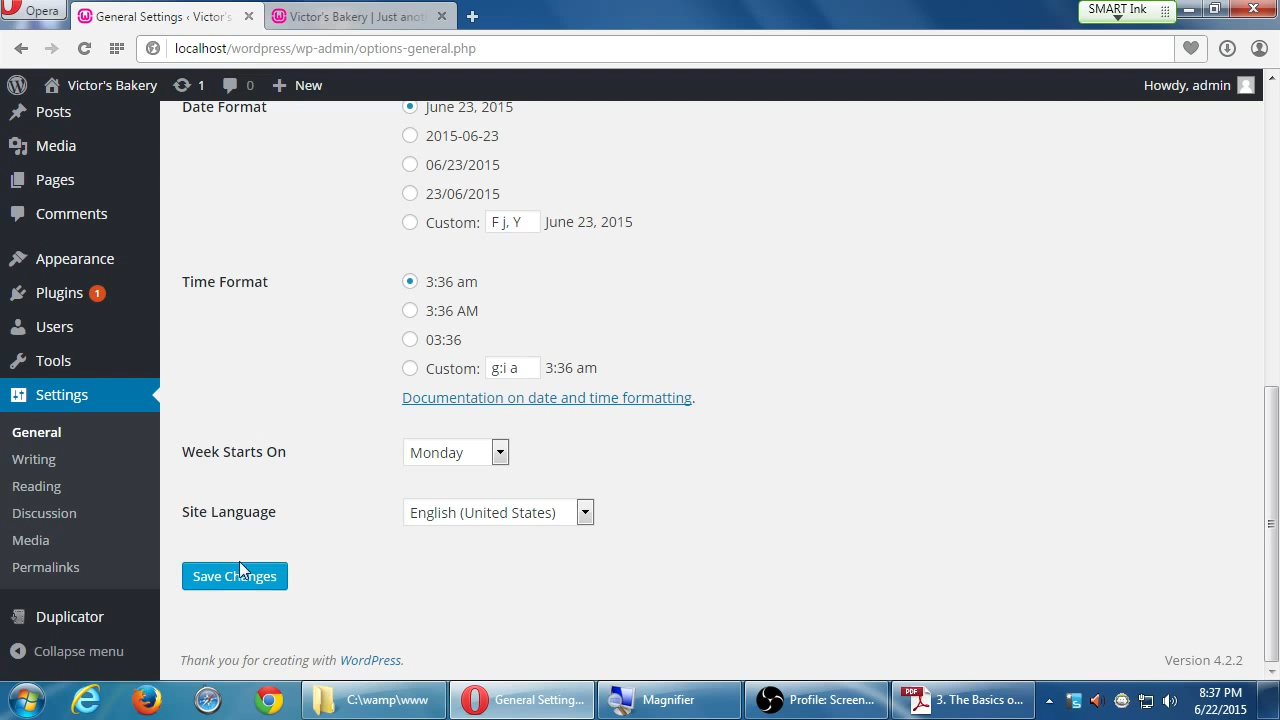 Opera
General Settings ‹ Victor's
Victor's Bakery | Just anot
SMART Ink
localhost/wordpress/wp-admin/options-general.php
Victor's Bakery
1
0
New
Howdy, admin
Posts
Media
Pages
Comments
Appearance
Plugins 1
Users
Tools
Settings
General
Writing
Reading
Discussion
Media
Permalinks
Duplicator
Collapse menu
Date Format
June 23, 2015
2015-06-23
06/23/2015
23/06/2015
Custom: F j, Y June 23, 2015
Time Format
3:36 am
3:36 AM
03:36
Custom: g:i a 3:36 am
Documentation on date and time formatting.
Week Starts On
Monday
Site Language
English (United States)
Save Changes
Thank you for creating with WordPress.
Version 4.2.2
C:\wamp\www
General Setting...
Magnifier
Profile: Screen...
PDF
3. The Basics o...
8:37 PM
6/22/2015